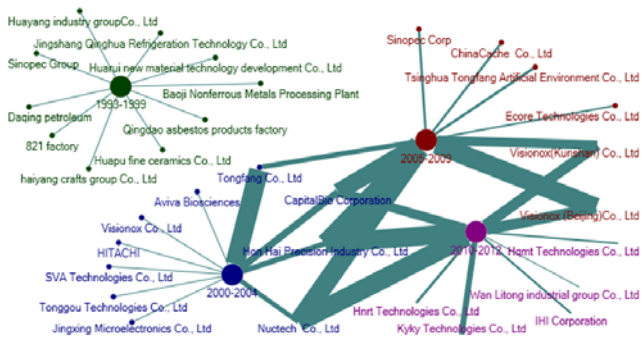 Huayang industry groupCo., Ltd
Jingshang Qinghua Refrigeration Technology Co., Ltd
Sinopec Group
Huarui new material technology development Co., Ltd
1993-1999
Baoji Nonferrous Metals Processing Plant
Daqing petroleum
Qingdao asbestos products factory
821 factory
Huapu fine ceramics Co., Ltd
haiyang crafts group Co., Ltd
Sinopec Corp
ChinaCache Co., Ltd
Tsinghua Tongfang Artificial Environment Co., Ltd
Ecore Technologies Co., Ltd
2005-2009
Visionox(Kunshan) Co., Ltd
Tongfang Co., Ltd
Aviva Biosciences
CapitalBio Corporation
Visionox (Beijing)Co., Ltd
Visionox Co., Ltd
HITACHI
Hon Hai Precision Industry Co., Ltd
2010-2012
Hqmt Technologies Co., Ltd
SVA Technologies Co., Ltd
2000-2004
Wan Litong industrial group Co., Ltd
Tonggou Technologies Co., Ltd
Hnrt Technologies Co., Ltd
IHI Corporation
Jingxing Microelectronics Co., Ltd
Nuctech Co., Ltd
Kyky Technologies Co., Ltd